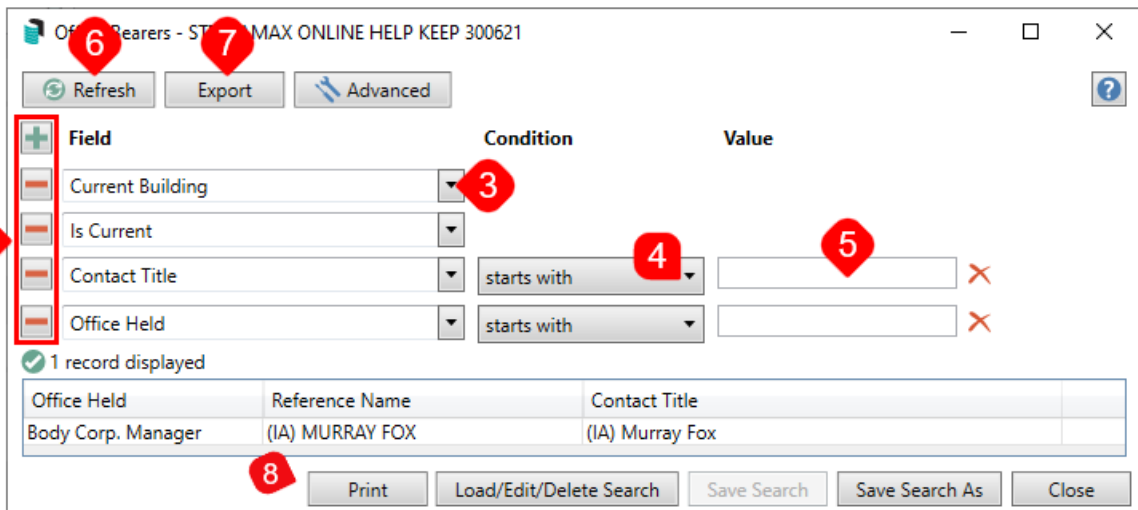 Office Bearers - STRATAMAX ONLINE HELP KEEP 300621
6 7
Refresh Export Advanced ?
Field Condition Value
Current Building 3
Is Current
Contact Title starts with 4 5
Office Held starts with
1 record displayed
Office Held Reference Name Contact Title
Body Corp. Manager (IA) MURRAY FOX (IA) Murray Fox
8
Print Load/Edit/Delete Search Save Search Save Search As Close